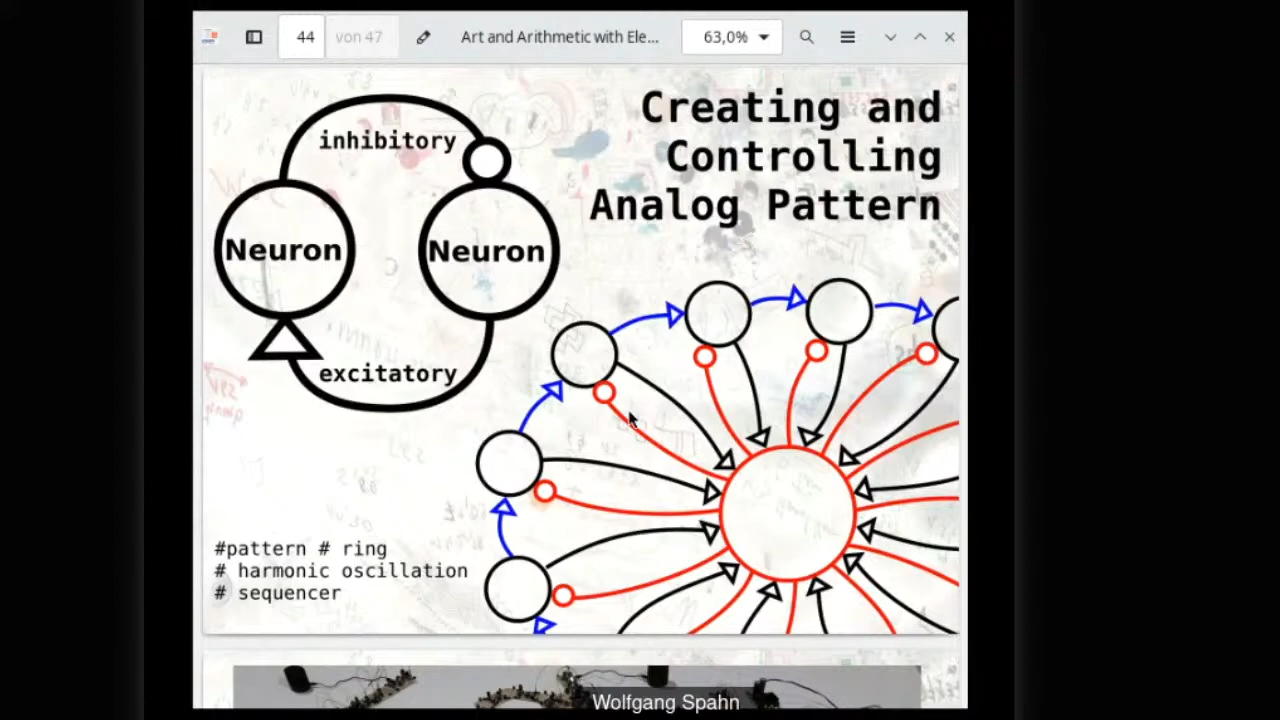 44
von 47
Art and Arithmetic with Ele...
63,0%
Creating and
Controlling
Analog Pattern
inhibitory
Neuron
Neuron
excitatory
#pattern # ring
# harmonic oscillation
# sequencer
Wolfgang Spahn